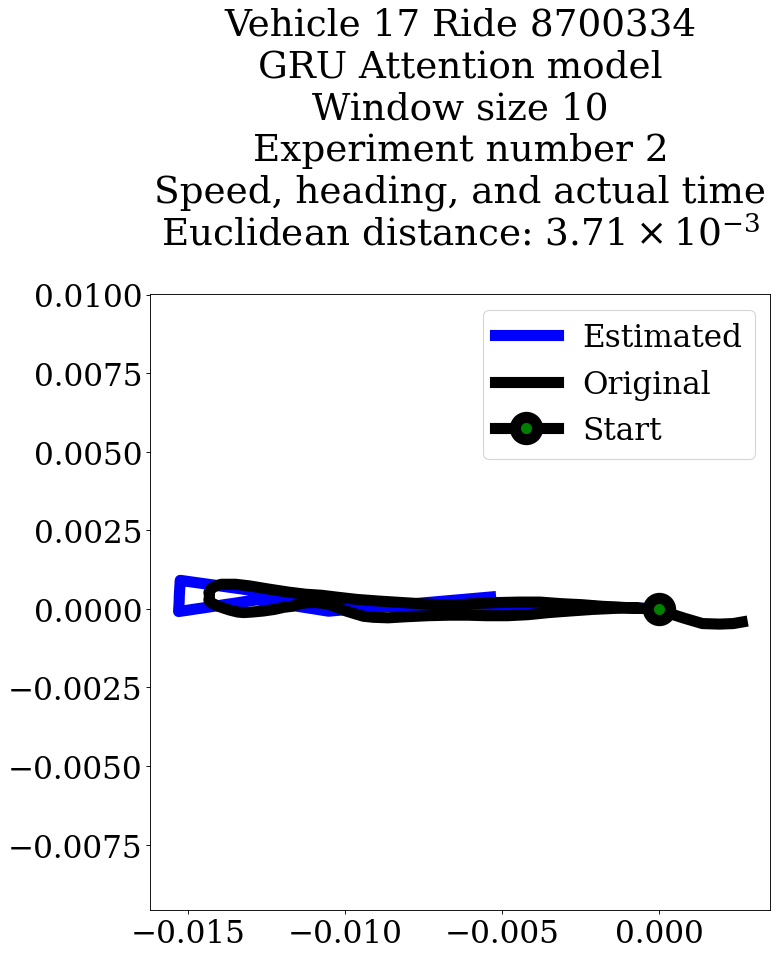 Vehicle 17 Ride 8700334
GRU Attention model
Window size 10
Experiment number 2
Speed, heading, and actual time
Euclidean distance: 3.71 × 10⁻³
0.0100
0.0075
0.0050
0.0025
0.0000
−0.0025
−0.0050
−0.0075
Estimated
Original
Start
−0.015
−0.010
−0.005
0.000